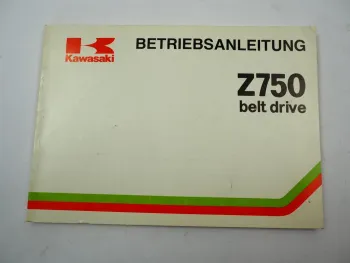 BETRIEBSANLEITUNG
Kawasaki
Z750
belt drive